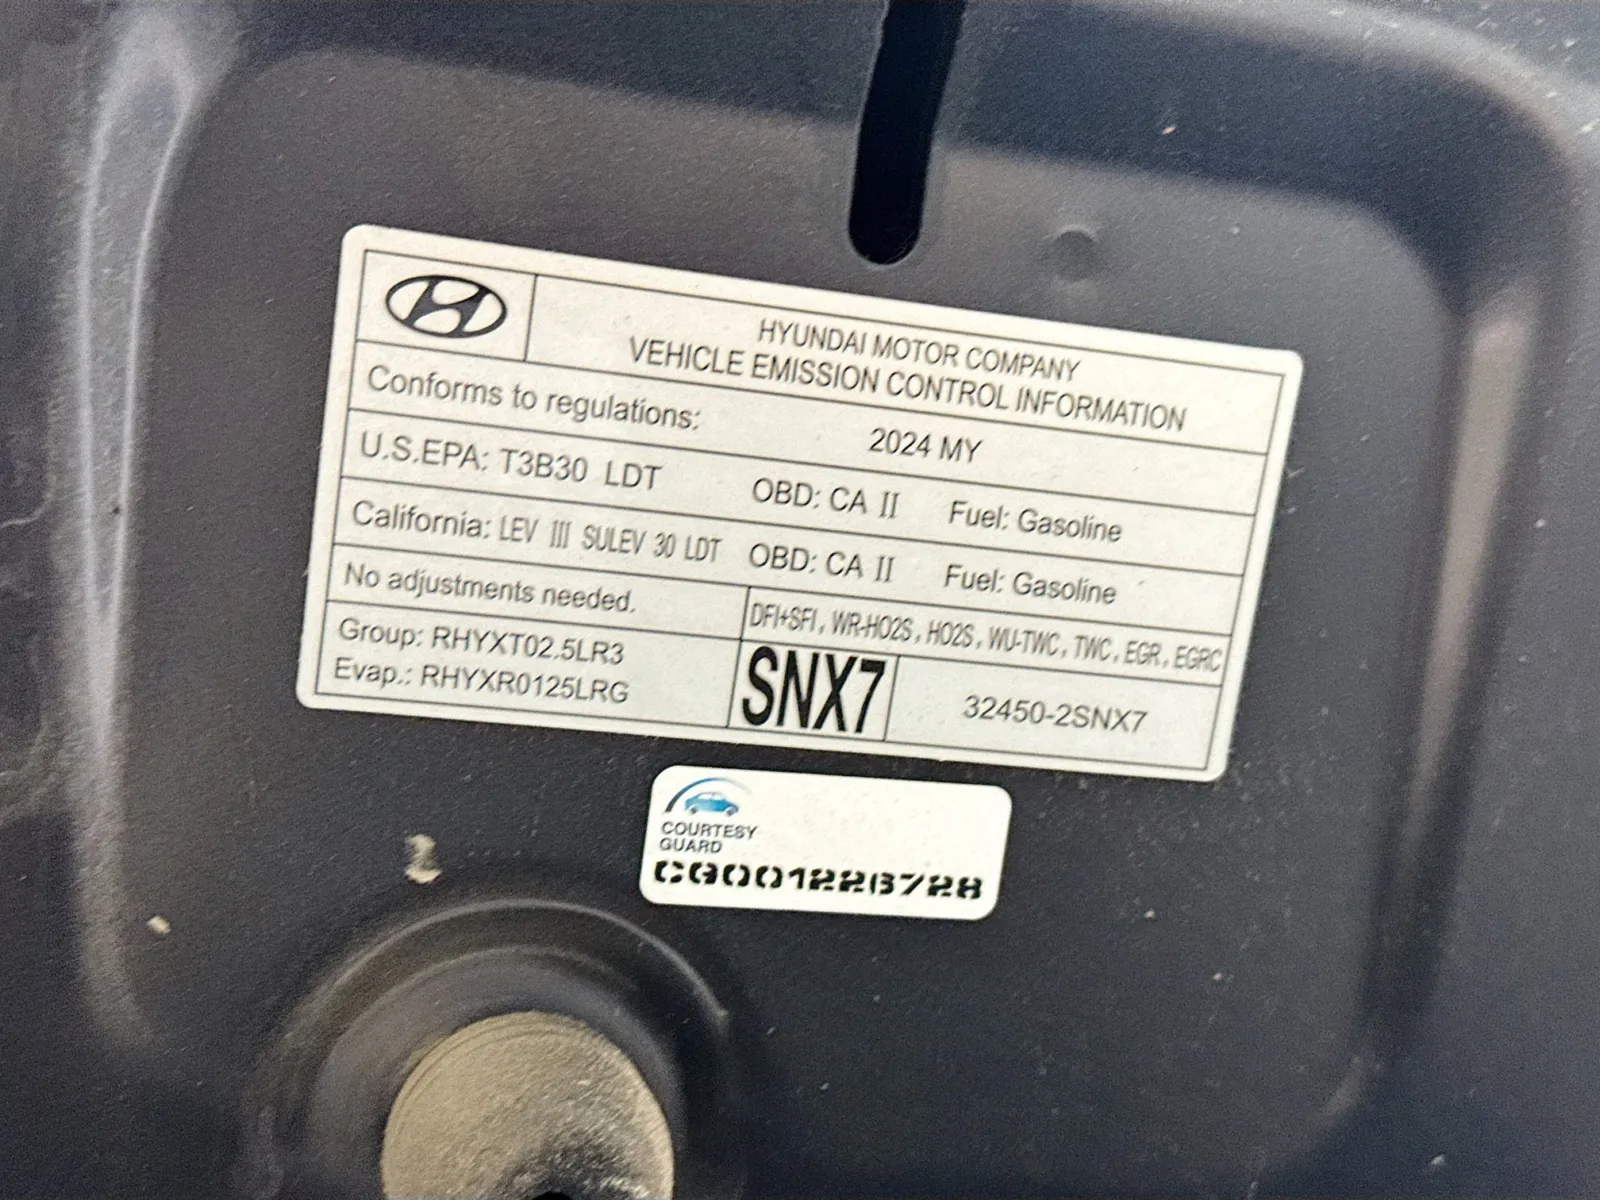 HYUNDAI MOTOR COMPANY
VEHICLE EMISSION CONTROL INFORMATION
Conforms to regulations: 2024 MY
U.S.EPA: T3B30 LDT OBD: CA II Fuel: Gasoline
California: LEV III SULEV 30 LDT OBD: CA II Fuel: Gasoline
No adjustments needed. DFI+SFI, WR-HO2S, HO2S, WU-TWC, TWC, EGR, EGRC
Group: RHYXT02.5LR3
Evap.: RHYXR0125LRG
SNX7 32450-2SNX7
COURTESY
GUARD
CG001226728